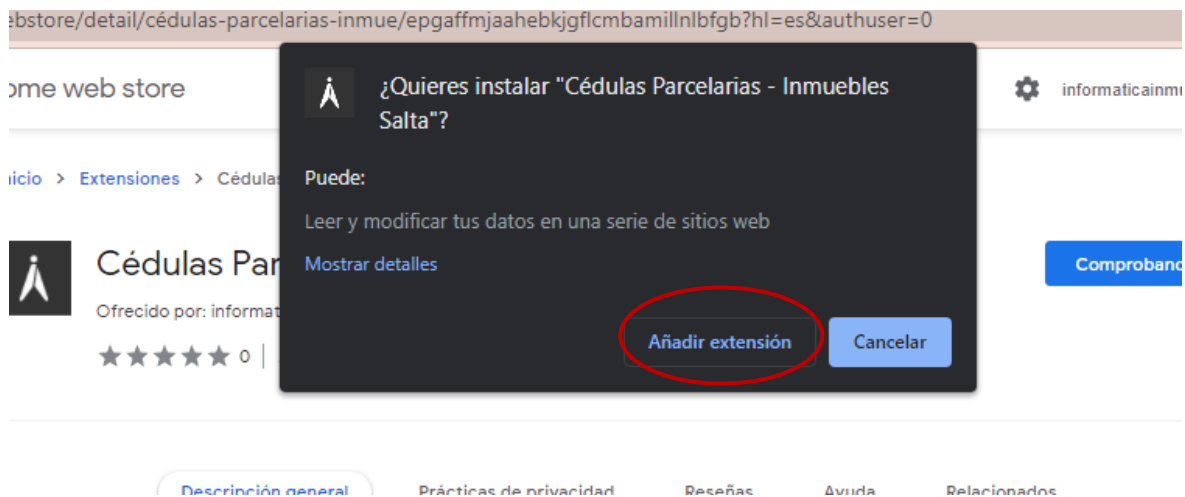 ebstore/detail/cédulas-parcelarias-inmue/epgaffmjaahebkjgflcmbamillnlbfgb?hl=es&authuser=0
ome web store
informaticainmu
¿Quieres instalar "Cédulas Parcelarias - Inmuebles
Salta"?
icio > Extensiones > Cédulas
Puede:
Leer y modificar tus datos en una serie de sitios web
Mostrar detalles
Cédulas Par
Comproband
Ofrecido por: informat
0
Añadir extensión
Cancelar
Descripción general
Prácticas de privacidad
Reseñas
Ayuda
Relacionados